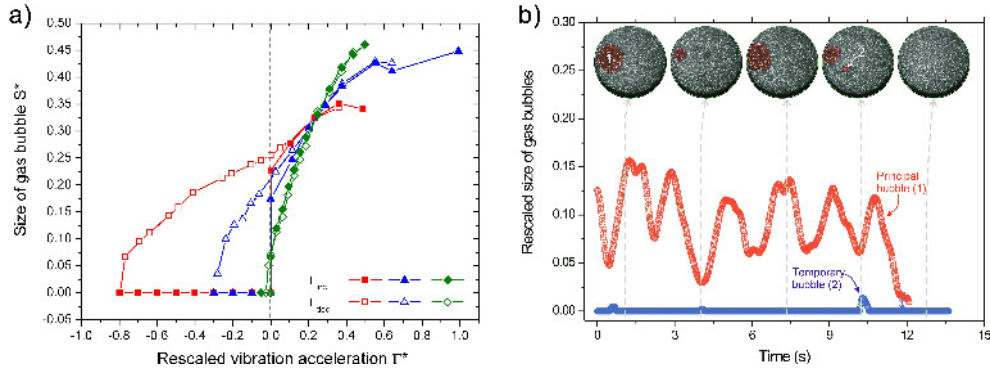 a)
0.50
0.45
0.40
0.35
0.30
0.25
0.20
0.15
0.10
0.05
0.00
-0.05
Size of gas bubble S*
Γinc
Γdec
-1.0 -0.8 -0.6 -0.4 -0.2 0.0 0.2 0.4 0.6 0.8 1.0
Rescaled vibration acceleration Γ*
b)
0.30
0.25
0.20
0.15
0.10
0.05
0.00
Rescaled size of gas bubbles
1
2
Principal
bubble (1)
Temporary
bubble (2)
0 3 6 9 12 15
Time (s)